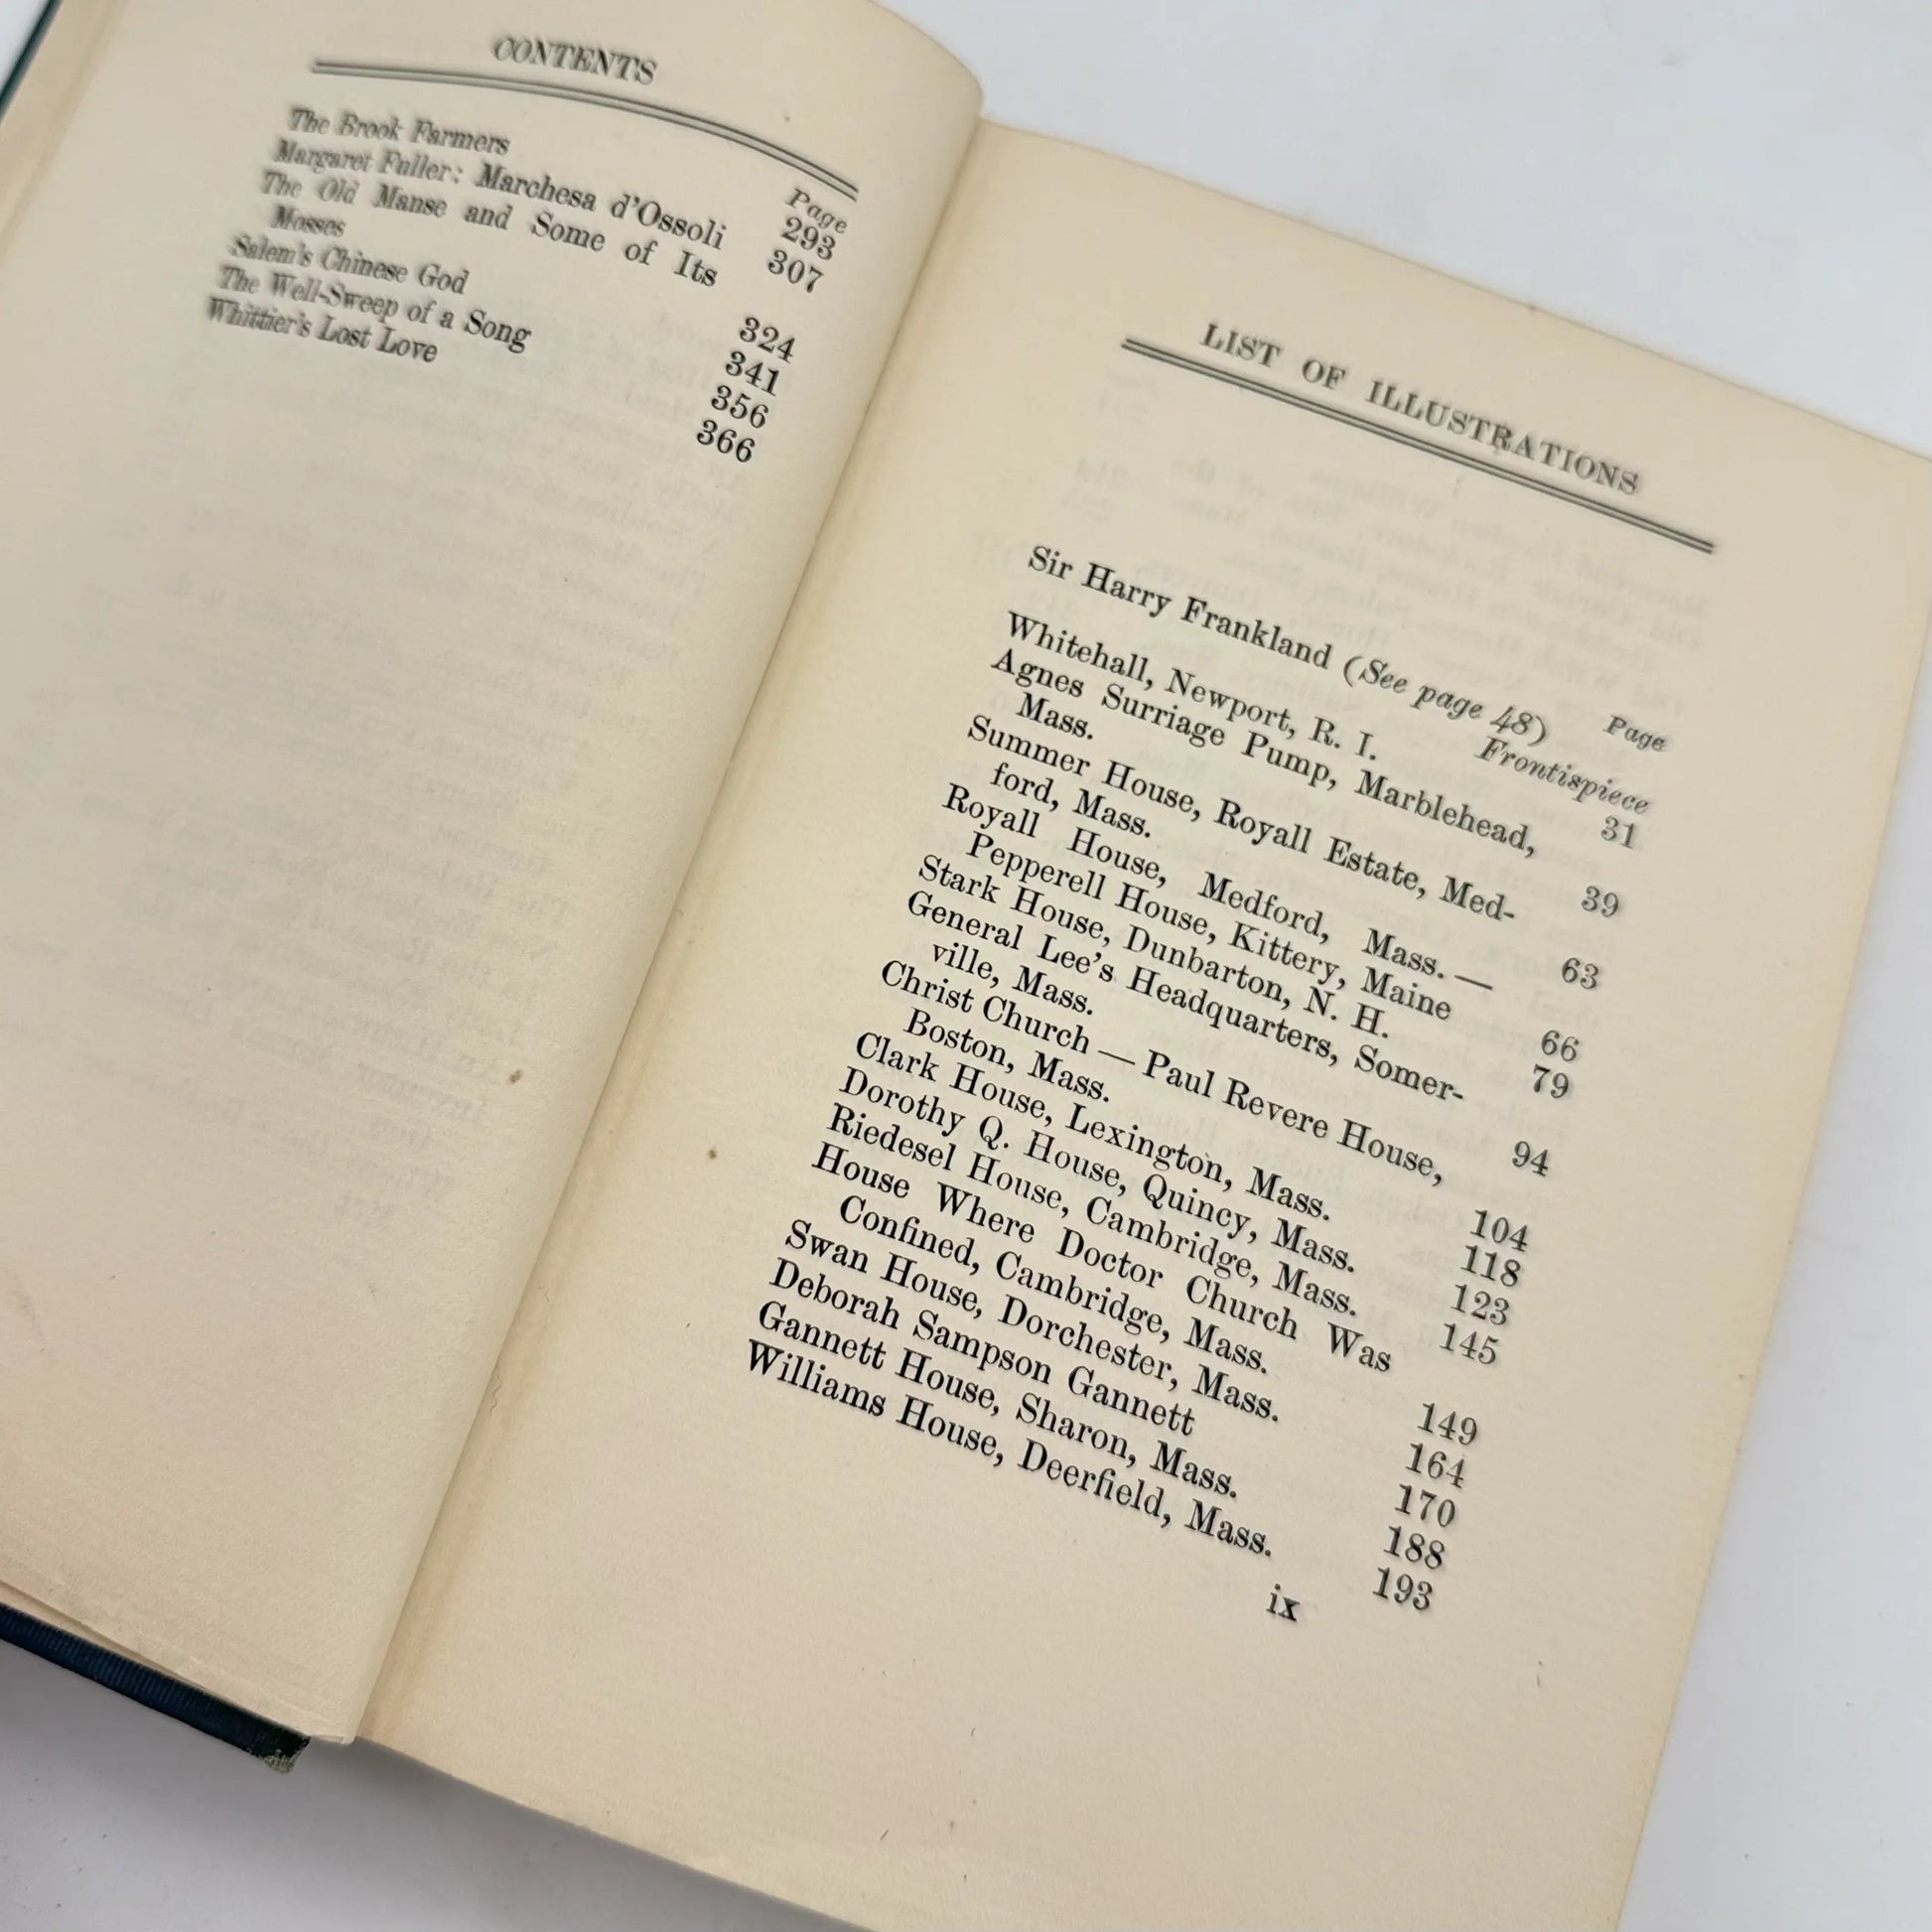 CONTENTS
Page
The Brook Farmers 293
Margaret Fuller: Marchesa d'Ossoli 307
The Old Manse and Some of Its
Mosses 324
Salem's Chinese God 341
The Well-Sweep of a Song 356
Whittier's Lost Love 366
LIST OF ILLUSTRATIONS
Page
Sir Harry Frankland (See page 48) Frontispiece
Whitehall, Newport, R. I. 31
Agnes Surriage Pump, Marblehead,
Mass. 39
Summer House, Royall Estate, Med-
ford, Mass. 63
Royall House, Medford, Mass. —
Pepperell House, Kittery, Maine 66
Stark House, Dunbarton, N. H. 79
General Lee's Headquarters, Somer-
ville, Mass. 94
Christ Church — Paul Revere House,
Boston, Mass. 104
Clark House, Lexington, Mass. 118
Dorothy Q. House, Quincy, Mass. 123
Riedesel House, Cambridge, Mass. 145
House Where Doctor Church Was
Confined, Cambridge, Mass. 149
Swan House, Dorchester, Mass. 164
Deborah Sampson Gannett 170
Gannett House, Sharon, Mass. 188
Williams House, Deerfield, Mass. 193
ix